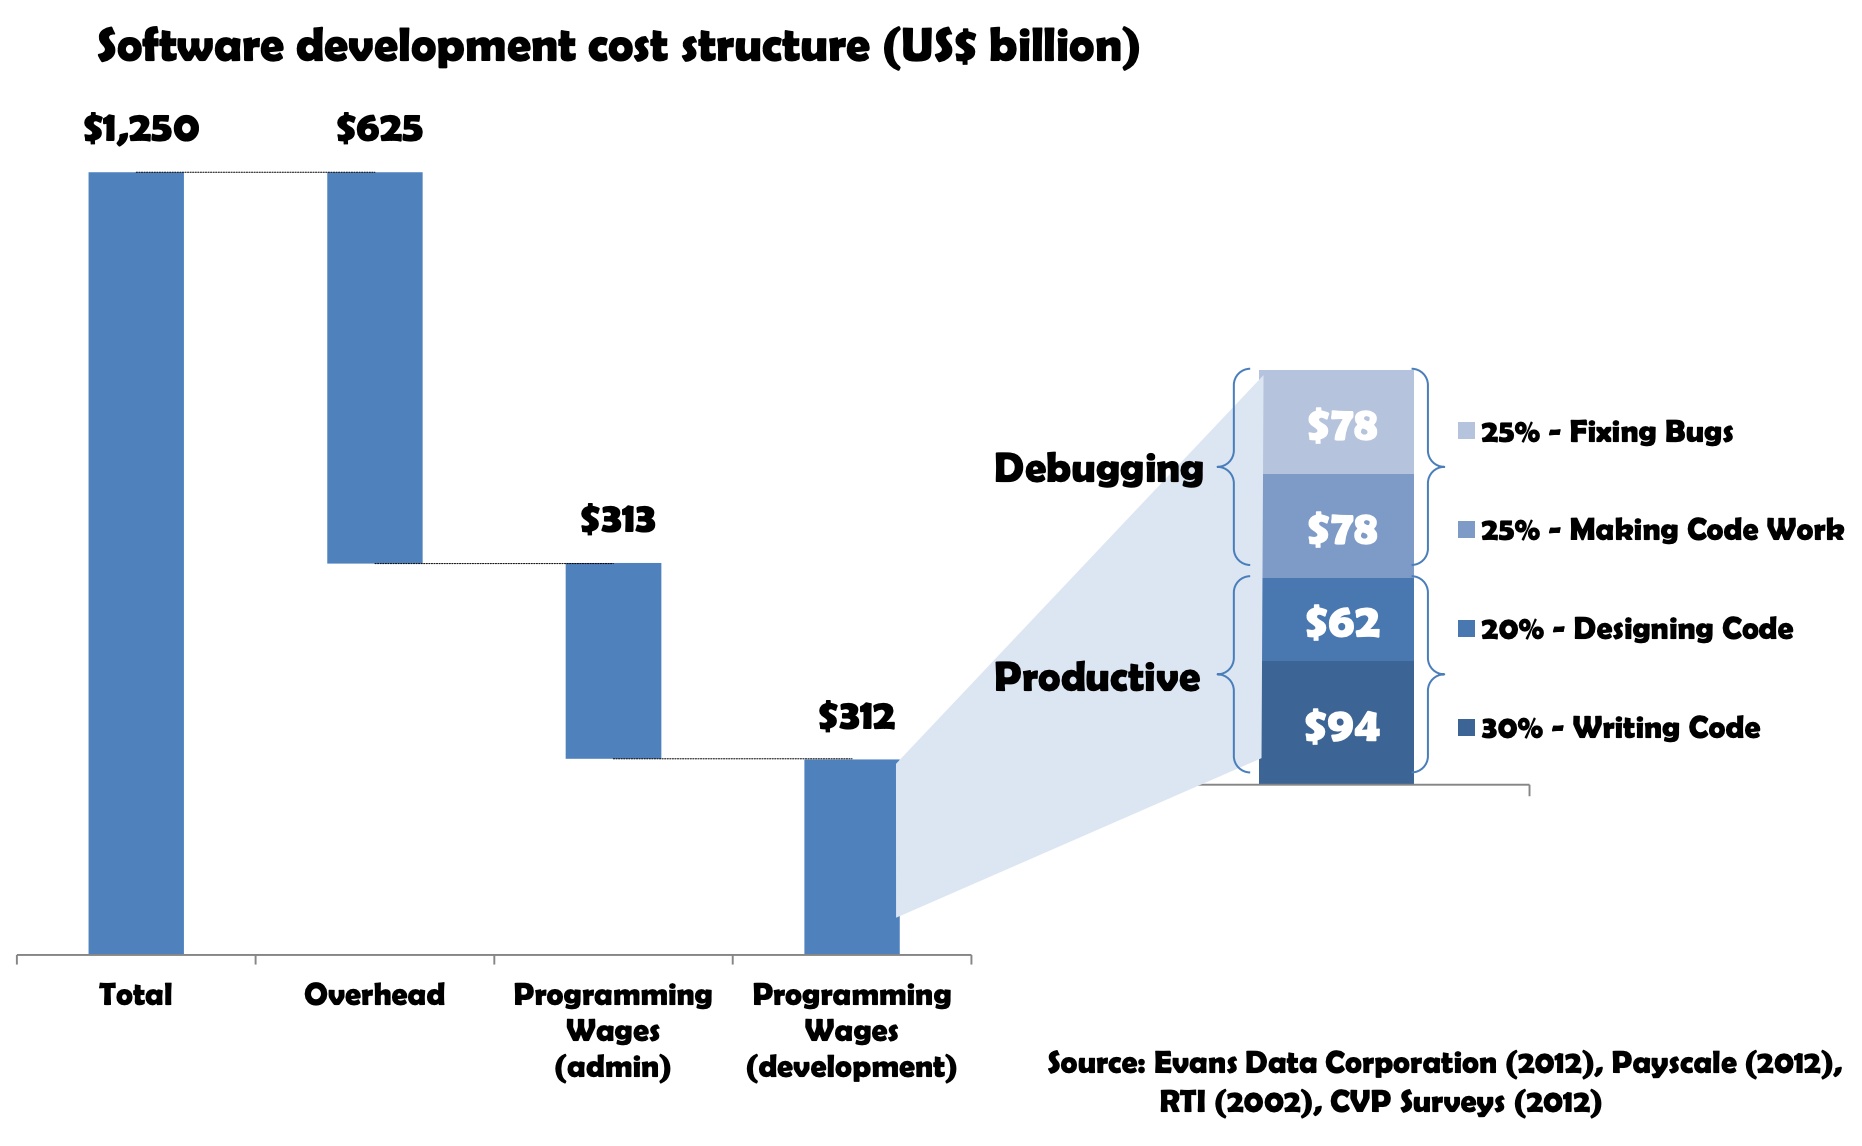 Software development cost structure (US$ billion)
$1,250
$625
$313
$312
Total
Overhead
Programming
Wages
(admin)
Programming
Wages
(development)
Debugging
Productive
$78
$78
$62
$94
25% - Fixing Bugs
25% - Making Code Work
20% - Designing Code
30% - Writing Code
Source: Evans Data Corporation (2012), Payscale (2012),
RTI (2002), CVP Surveys (2012)